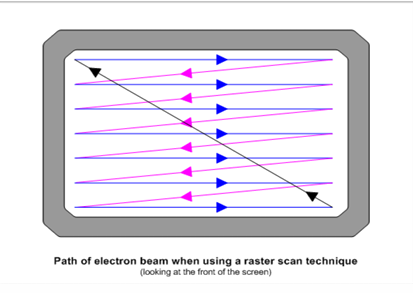 Path of electron beam when using a raster scan technique
(looking at the front of the screen)